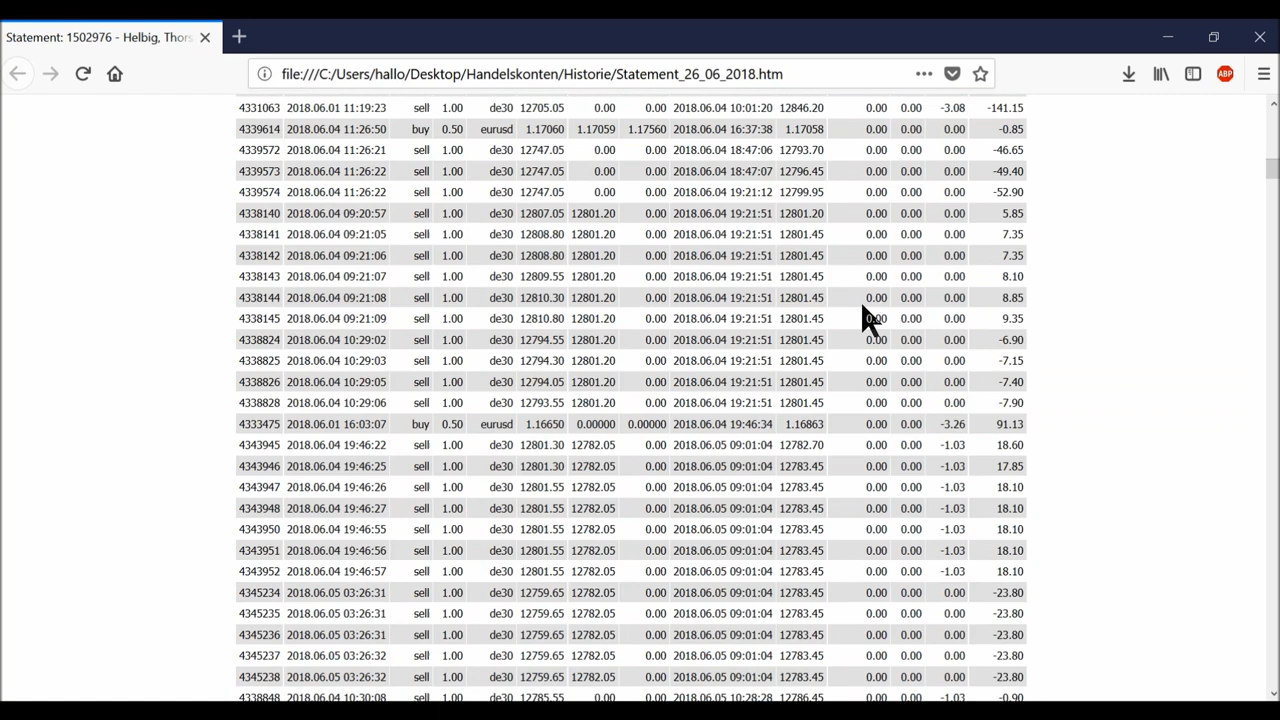 Statement: 1502976 - Helbig, Thors
file:///C:/Users/hallo/Desktop/Handelskonten/Historie/Statement_26_06_2018.htm
ABP
4331063 2018.06.01 11:19:23 sell 1.00 de30 12705.05 0.00 0.00 2018.06.04 10:01:20 12846.20 0.00 0.00 -3.08 -141.15
4339614 2018.06.04 11:26:50 buy 0.50 eurusd 1.17060 1.17059 1.17560 2018.06.04 16:37:38 1.17058 0.00 0.00 0.00 -0.85
4339572 2018.06.04 11:26:21 sell 1.00 de30 12747.05 0.00 0.00 2018.06.04 18:47:06 12793.70 0.00 0.00 0.00 -46.65
4339573 2018.06.04 11:26:22 sell 1.00 de30 12747.05 0.00 0.00 2018.06.04 18:47:07 12796.45 0.00 0.00 0.00 -49.40
4339574 2018.06.04 11:26:22 sell 1.00 de30 12747.05 0.00 0.00 2018.06.04 19:21:12 12799.95 0.00 0.00 0.00 -52.90
4338140 2018.06.04 09:20:57 sell 1.00 de30 12807.05 12801.20 0.00 2018.06.04 19:21:51 12801.20 0.00 0.00 0.00 5.85
4338141 2018.06.04 09:21:05 sell 1.00 de30 12808.80 12801.20 0.00 2018.06.04 19:21:51 12801.45 0.00 0.00 0.00 7.35
4338142 2018.06.04 09:21:06 sell 1.00 de30 12808.80 12801.20 0.00 2018.06.04 19:21:51 12801.45 0.00 0.00 0.00 7.35
4338143 2018.06.04 09:21:07 sell 1.00 de30 12809.55 12801.20 0.00 2018.06.04 19:21:51 12801.45 0.00 0.00 0.00 8.10
4338144 2018.06.04 09:21:08 sell 1.00 de30 12810.30 12801.20 0.00 2018.06.04 19:21:51 12801.45 0.00 0.00 0.00 8.85
4338145 2018.06.04 09:21:09 sell 1.00 de30 12810.80 12801.20 0.00 2018.06.04 19:21:51 12801.45 0.00 0.00 0.00 9.35
4338824 2018.06.04 10:29:02 sell 1.00 de30 12794.55 12801.20 0.00 2018.06.04 19:21:51 12801.45 0.00 0.00 0.00 -6.90
4338825 2018.06.04 10:29:03 sell 1.00 de30 12794.30 12801.20 0.00 2018.06.04 19:21:51 12801.45 0.00 0.00 0.00 -7.15
4338826 2018.06.04 10:29:05 sell 1.00 de30 12794.05 12801.20 0.00 2018.06.04 19:21:51 12801.45 0.00 0.00 0.00 -7.40
4338828 2018.06.04 10:29:06 sell 1.00 de30 12793.55 12801.20 0.00 2018.06.04 19:21:51 12801.45 0.00 0.00 0.00 -7.90
4333475 2018.06.01 16:03:07 buy 0.50 eurusd 1.16650 0.00000 0.00000 2018.06.04 19:46:34 1.16863 0.00 0.00 -3.26 91.13
4343945 2018.06.04 19:46:22 sell 1.00 de30 12801.30 12782.05 0.00 2018.06.05 09:01:04 12782.70 0.00 0.00 -1.03 18.60
4343946 2018.06.04 19:46:25 sell 1.00 de30 12801.30 12782.05 0.00 2018.06.05 09:01:04 12783.45 0.00 0.00 -1.03 17.85
4343947 2018.06.04 19:46:26 sell 1.00 de30 12801.55 12782.05 0.00 2018.06.05 09:01:04 12783.45 0.00 0.00 -1.03 18.10
4343948 2018.06.04 19:46:27 sell 1.00 de30 12801.55 12782.05 0.00 2018.06.05 09:01:04 12783.45 0.00 0.00 -1.03 18.10
4343950 2018.06.04 19:46:55 sell 1.00 de30 12801.55 12782.05 0.00 2018.06.05 09:01:04 12783.45 0.00 0.00 -1.03 18.10
4343951 2018.06.04 19:46:56 sell 1.00 de30 12801.55 12782.05 0.00 2018.06.05 09:01:04 12783.45 0.00 0.00 -1.03 18.10
4343952 2018.06.04 19:46:57 sell 1.00 de30 12801.55 12782.05 0.00 2018.06.05 09:01:04 12783.45 0.00 0.00 -1.03 18.10
4345234 2018.06.05 03:26:31 sell 1.00 de30 12759.65 12782.05 0.00 2018.06.05 09:01:04 12783.45 0.00 0.00 0.00 -23.80
4345235 2018.06.05 03:26:31 sell 1.00 de30 12759.65 12782.05 0.00 2018.06.05 09:01:04 12783.45 0.00 0.00 0.00 -23.80
4345236 2018.06.05 03:26:31 sell 1.00 de30 12759.65 12782.05 0.00 2018.06.05 09:01:04 12783.45 0.00 0.00 0.00 -23.80
4345237 2018.06.05 03:26:32 sell 1.00 de30 12759.65 12782.05 0.00 2018.06.05 09:01:04 12783.45 0.00 0.00 0.00 -23.80
4345238 2018.06.05 03:26:32 sell 1.00 de30 12759.65 12782.05 0.00 2018.06.05 09:01:04 12783.45 0.00 0.00 0.00 -23.80
4338848 2018.06.04 10:30:08 sell 1.00 de30 12785.55 0.00 0.00 2018.06.05 10:28:28 12786.45 0.00 0.00 -1.03 -0.90